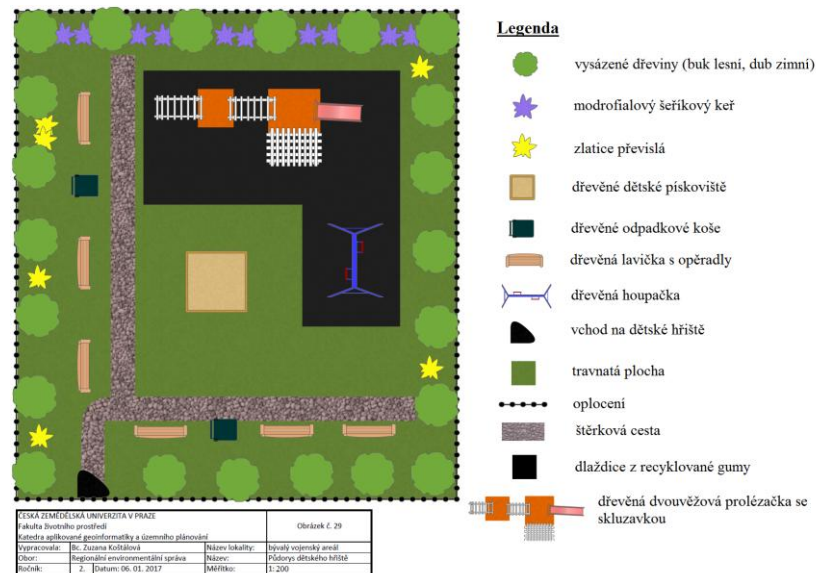 Legenda
vysázené dřeviny (buk lesní, dub zimní)
modrofialový šeříkový keř
zlatice převislá
dřevěné dětské pískoviště
dřevěné odpadkové koše
dřevěná lavička s opěradly
dřevěná houpačka
vchod na dětské hřiště
travnatá plocha
oplocení
štěrková cesta
dlaždice z recyklované gumy
dřevěná dvouvěžová prolézačka se
skluzavkou
ČESKÁ ZEMĚDĚLSKÁ UNIVERZITA V PRAZE
Fakulta životního prostředí
Katedra aplikované geoinformatiky a územního plánování
Obrázek č. 29
Vypracovala: Bc. Zuzana Košťálová Název lokality: bývalý vojenský areál
Obor: Regionální environmentální správa Název: Půdorys dětského hřiště
Ročník: 2. Datum: 06. 01. 2017 Měřítko: 1: 200